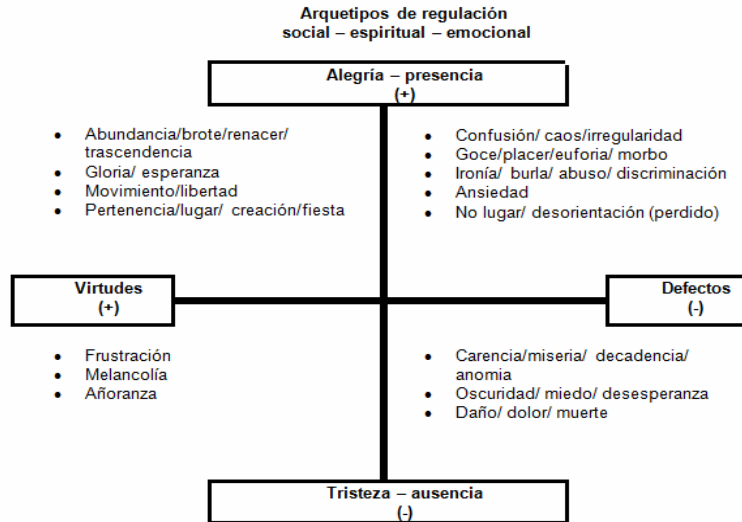 Arquetipos de regulación
social – espiritual – emocional
Alegría – presencia
(+)
• Abundancia/brote/renacer/
trascendencia
• Gloria/ esperanza
• Movimiento/libertad
• Pertenencia/lugar/ creación/fiesta
• Confusión/ caos/irregularidad
• Goce/placer/euforia/ morbo
• Ironía/ burla/ abuso/ discriminación
• Ansiedad
• No lugar/ desorientación (perdido)
Virtudes
(+)
Defectos
(-)
• Frustración
• Melancolía
• Añoranza
• Carencia/miseria/ decadencia/
anomia
• Oscuridad/ miedo/ desesperanza
• Daño/ dolor/ muerte
Tristeza – ausencia
(-)